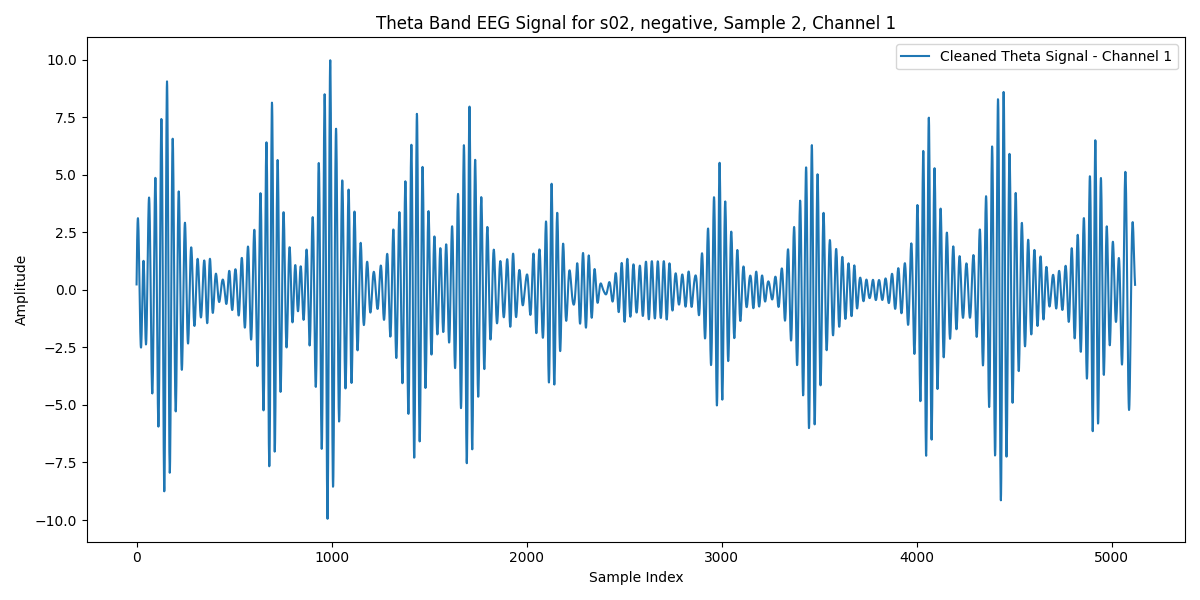 Theta Band EEG Signal for s02, negative, Sample 2, Channel 1
Cleaned Theta Signal - Channel 1
Amplitude
10.0
7.5
5.0
2.5
0.0
−2.5
−5.0
−7.5
−10.0
0 1000 2000 3000 4000 5000
Sample Index